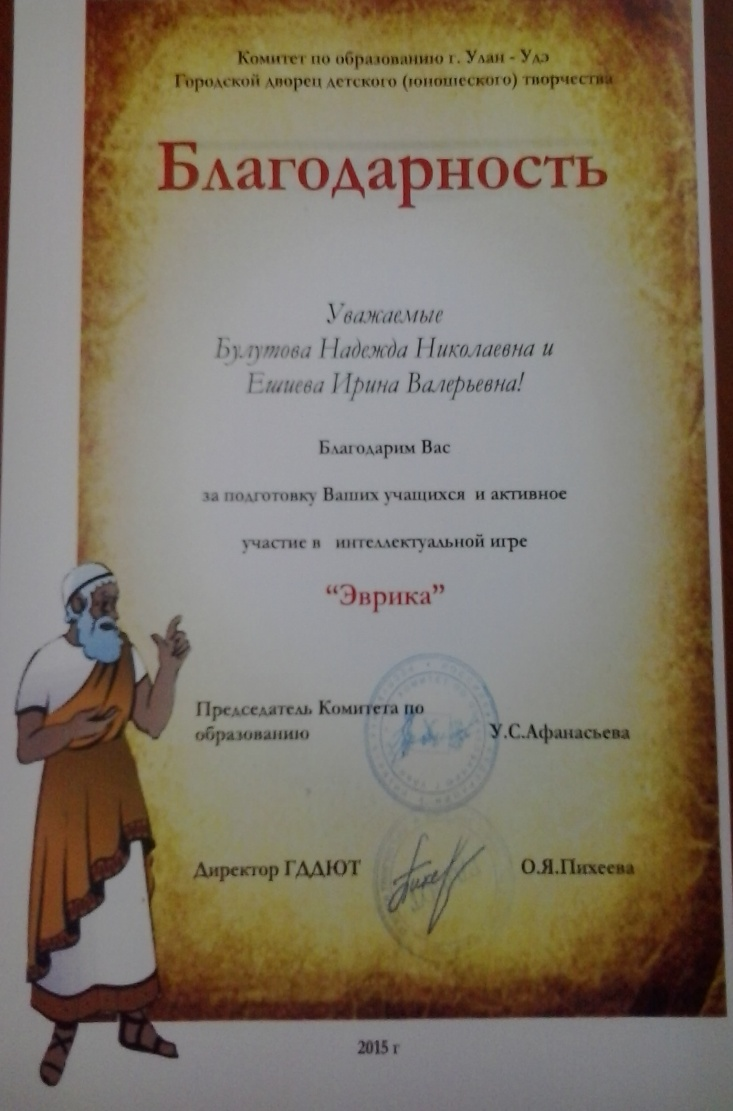 Комитет по образованию г. Улан - Удэ
Городской дворец детского (юношеского) творчества
Благодарность
Уважаемые
Булутова Надежда Николаевна и
Ешиева Ирина Валерьевна!
Благодарим Вас
за подготовку Ваших учащихся и активное
участие в интеллектуальной игре
“Эврика”
Председатель Комитета по
образованию
У.С.Афанасьева
Директор ГДДЮТ
О.Я.Пихеева
2015 г